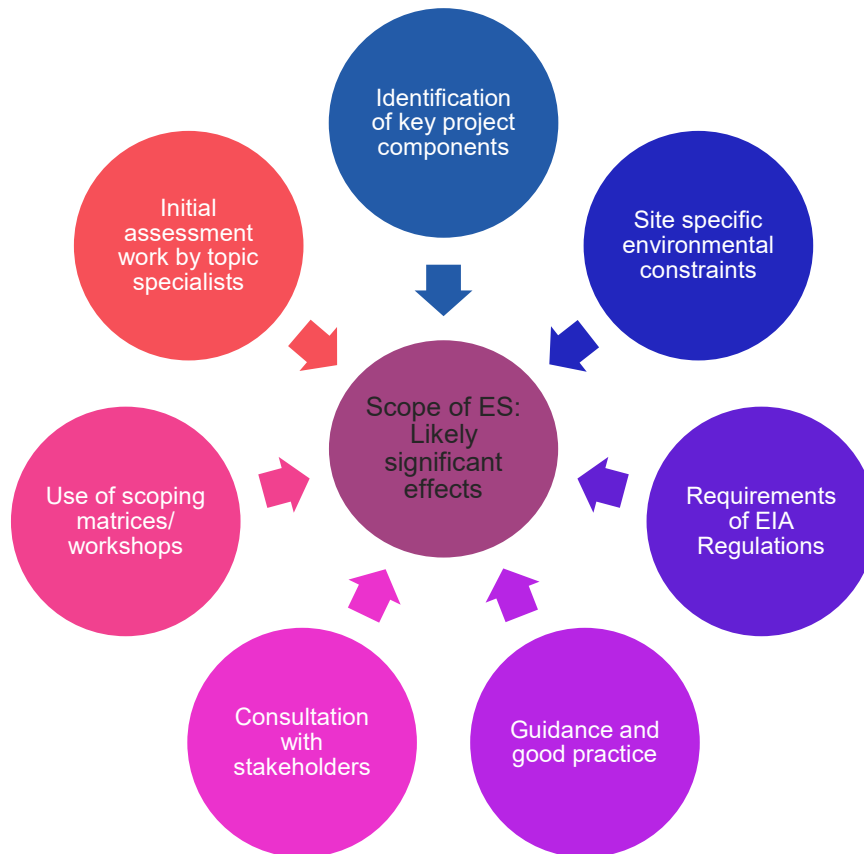 Identification
of key project
components
Site specific
environmental
constraints
Requirements
of EIA
Regulations
Guidance and
good practice
Consultation
with
stakeholders
Use of scoping
matrices/
workshops
Initial
assessment
work by topic
specialists
Scope of ES:
Likely
significant
effects